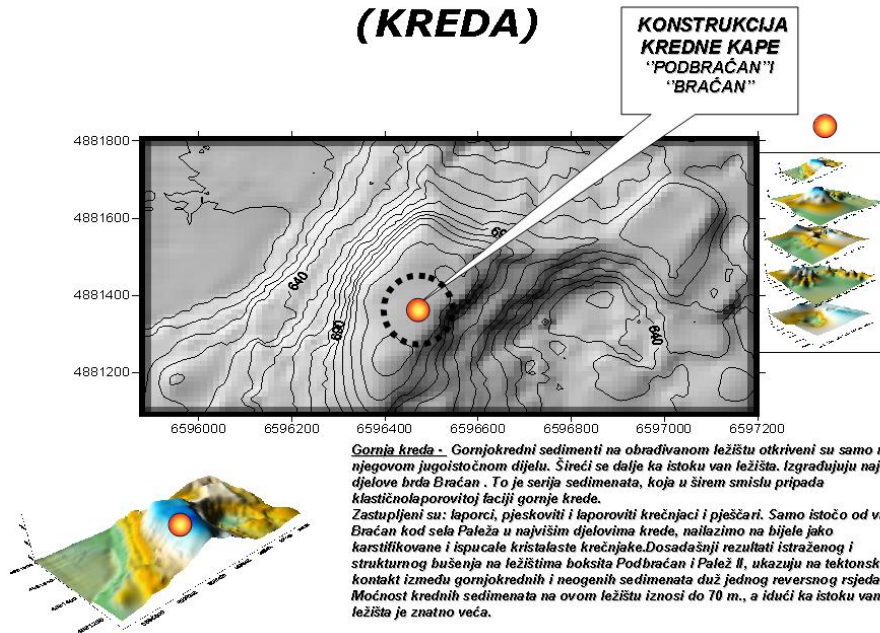 (KREDA)
KONSTRUKCIJA
KREDNE KAPE
‘’PODBRAĆAN’’I
‘’BRAĆAN’’
4881800
4881600
4881400
4881200
640
690
640
6596000 6596200 6596400 6596600 6596800 6597000 6597200
Gornja kreda - Gornjokredni sedimenti na obrađivanom ležištu otkriveni su samo
njegovom jugoistočnom dijelu. Šireći se dalje ka istoku van ležišta. Izgrađujuju
djelove brda Braćan . To je serija sedimenata, koja u širem smislu pripada
klastičnolaporovitoj faciji gornje krede.
Zastupljeni su: laporci, pjeskoviti i laporoviti krečnjaci i pješčari. Samo istočo od
Braćan kod sela Paleža u najvišim djelovima krede, nailazimo na bijele jako
karstifikovane i ispucale kristalaste krečnjake.Dosadašnji rezultati istraženog i
strukturnog bušenja na ležištima boksita Podbraćan i Palež II, ukazuju na
kontakt između gornjokrednih i neogenih sedimenata duž jednog reversnog rsjeda
Moćnost krednih sedimenata na ovom ležištu iznosi do 70 m., a idući ka istoku van
ležišta je znatno veća.